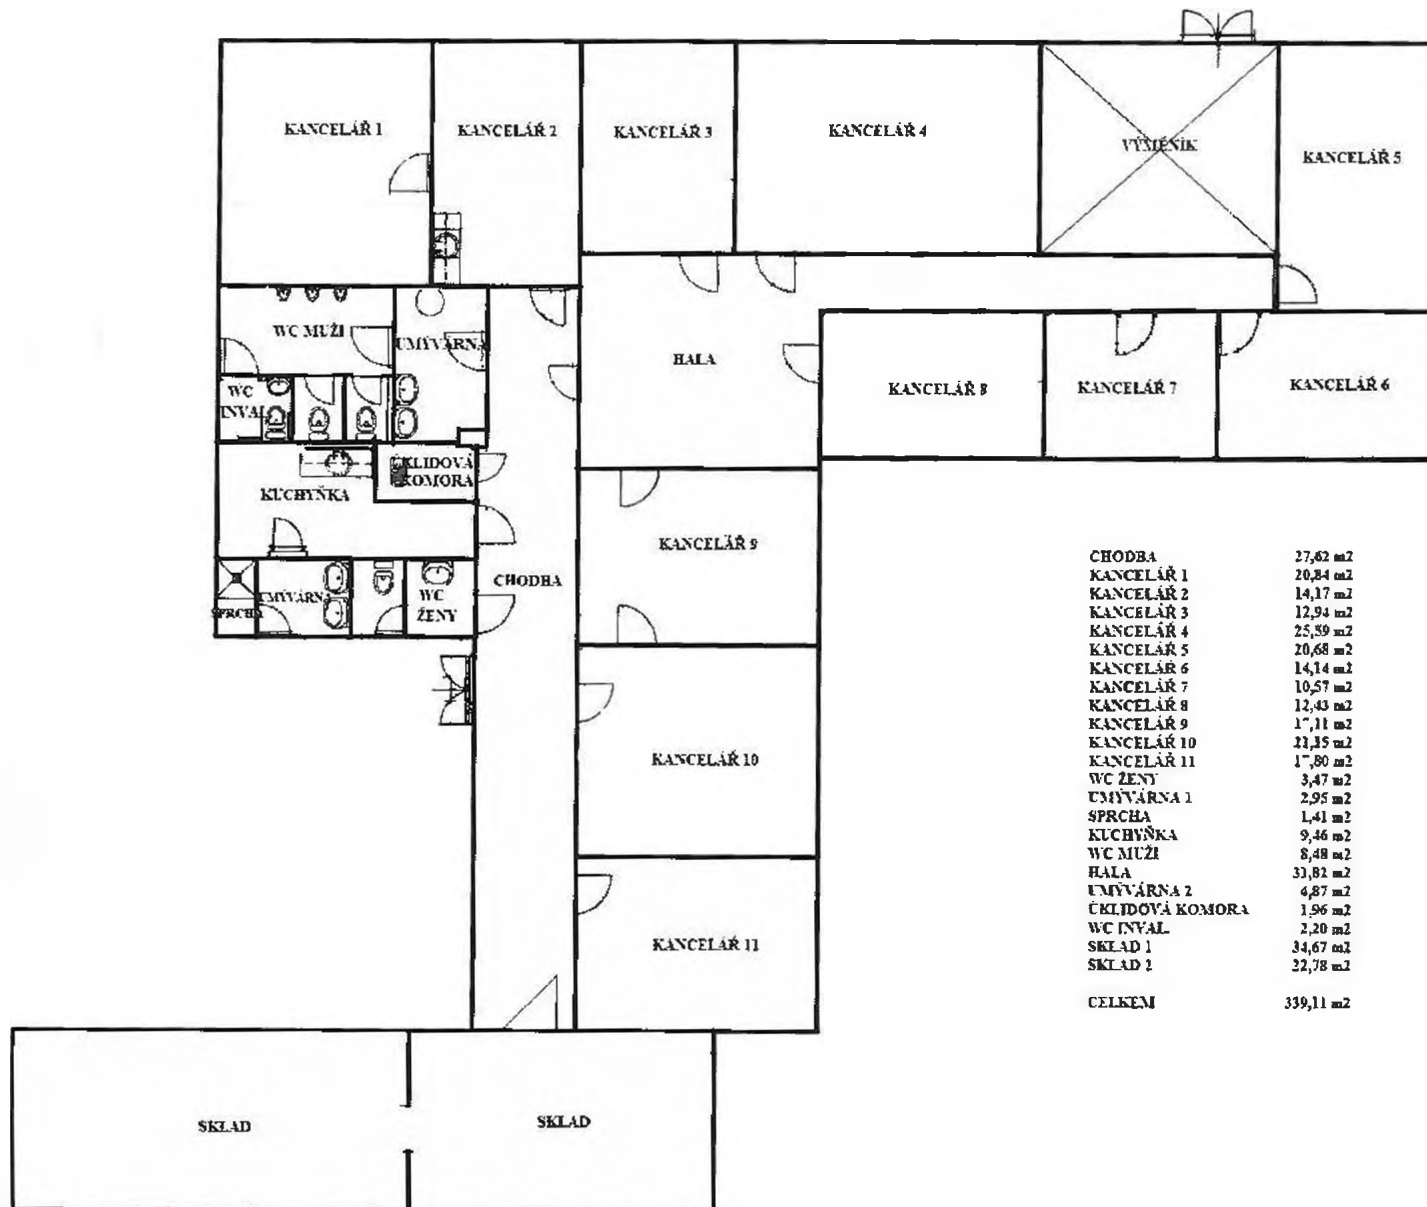 KANCELÁŘ 1
KANCELÁŘ 2
KANCELÁŘ 3
KANCELÁŘ 4
VÝMĚNÍK
KANCELÁŘ 5
WC MUŽI
UMÝVÁRNA
HALA
WC
INVAL
KANCELÁŘ 8
KANCELÁŘ 7
KANCELÁŘ 6
ÚKLIDOVÁ
KOMORA
KUCHYŇKA
KANCELÁŘ 9
CHODBA
SPRCHA
UMÝVÁRNA
WC
ŽENY
KANCELÁŘ 10
KANCELÁŘ 11
SKLAD
SKLAD
CHODBA 27,62 m2
KANCELÁŘ 1 20,84 m2
KANCELÁŘ 2 14,17 m2
KANCELÁŘ 3 12,94 m2
KANCELÁŘ 4 25,59 m2
KANCELÁŘ 5 20,68 m2
KANCELÁŘ 6 14,14 m2
KANCELÁŘ 7 10,57 m2
KANCELÁŘ 8 12,43 m2
KANCELÁŘ 9 17,11 m2
KANCELÁŘ 10 m2
KANCELÁŘ 11 17,80 m2
WC ŽENY 3,47 m2
UMÝVÁRNA 1 2,95 m2
SPRCHA 1,41 m2
KUCHYŇKA 9,46 m2
WC MUŽI 8,48 m2
HALA m2
UMÝVÁRNA 2 m2
ÚKLIDOVÁ KOMORA 1,96 m2
WC INVAL. 2,20 m2
SKLAD 1 34,67 m2
SKLAD 2 22,78 m2
CELKEM 339,11 m2